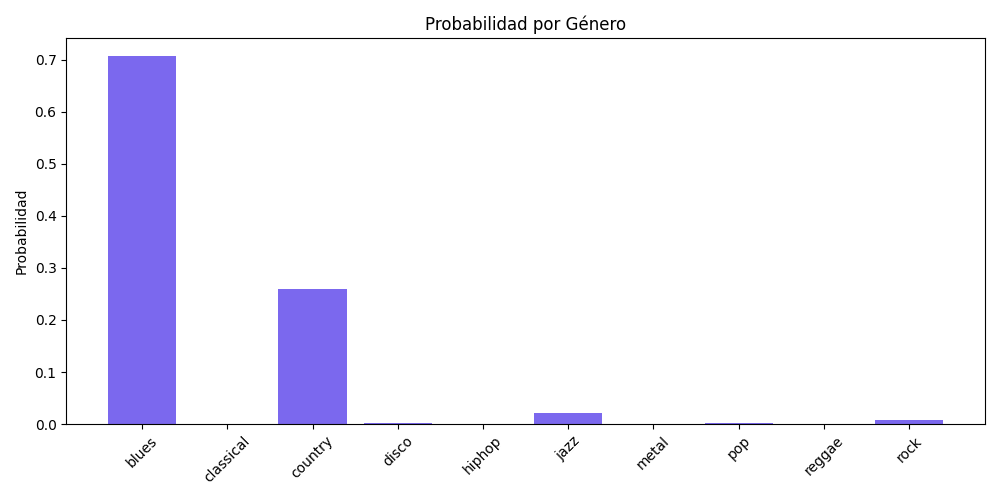 Probabilidad por Género
Probabilidad
0.7
0.6
0.5
0.4
0.3
0.2
0.1
0.0
blues
classical
country
disco
hiphop
jazz
metal
pop
reggae
rock